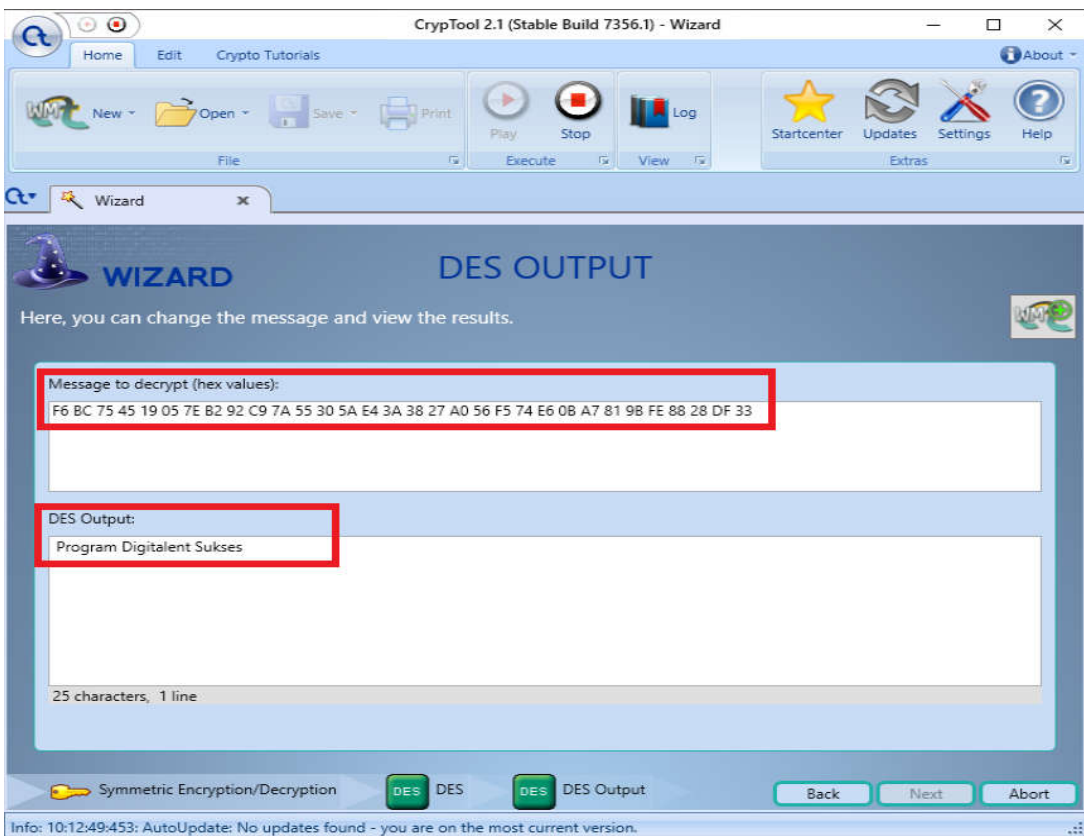 CrypTool 2.1 (Stable Build 7356.1) - Wizard
Home Edit Crypto Tutorials About
New Open Save Print Play Stop Log Startcenter Updates Settings Help
File Execute View Extras
Wizard
WIZARD
DES OUTPUT
Here, you can change the message and view the results.
Message to decrypt (hex values):
F6 BC 75 45 19 05 7E B2 92 C9 7A 55 30 5A E4 3A 38 27 A0 56 F5 74 E6 0B A7 81 9B FE 88 28 DF 33
DES Output:
Program Digitalent Sukses
25 characters, 1 line
Symmetric Encryption/Decryption DES DES DES DES Output Back Next Abort
Info: 10:12:49:453: AutoUpdate: No updates found - you are on the most current version.